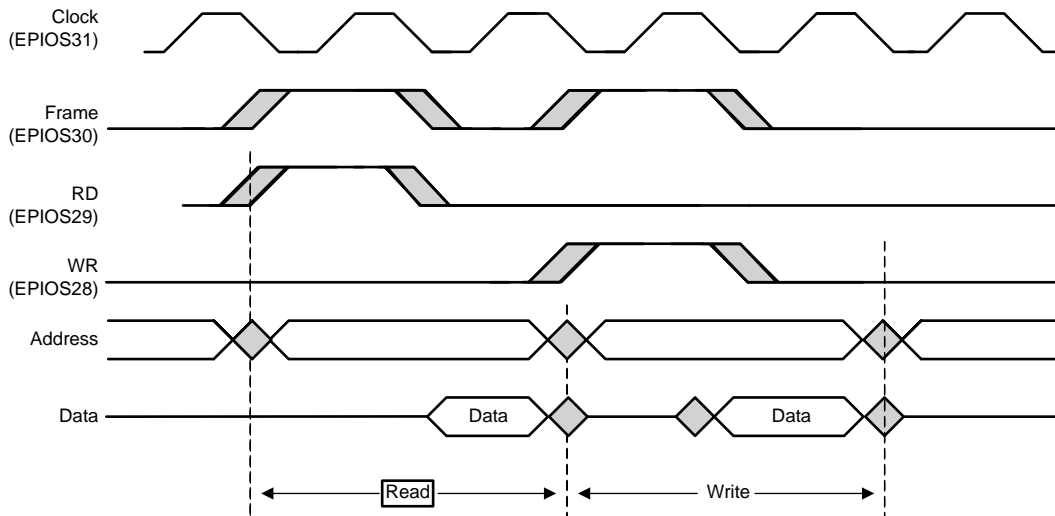 Clock
(EPIOS31)
Frame
(EPIOS30)
RD
(EPIOS29)
WR
(EPIOS28)
Address
Data
Data
Data
Read
Write